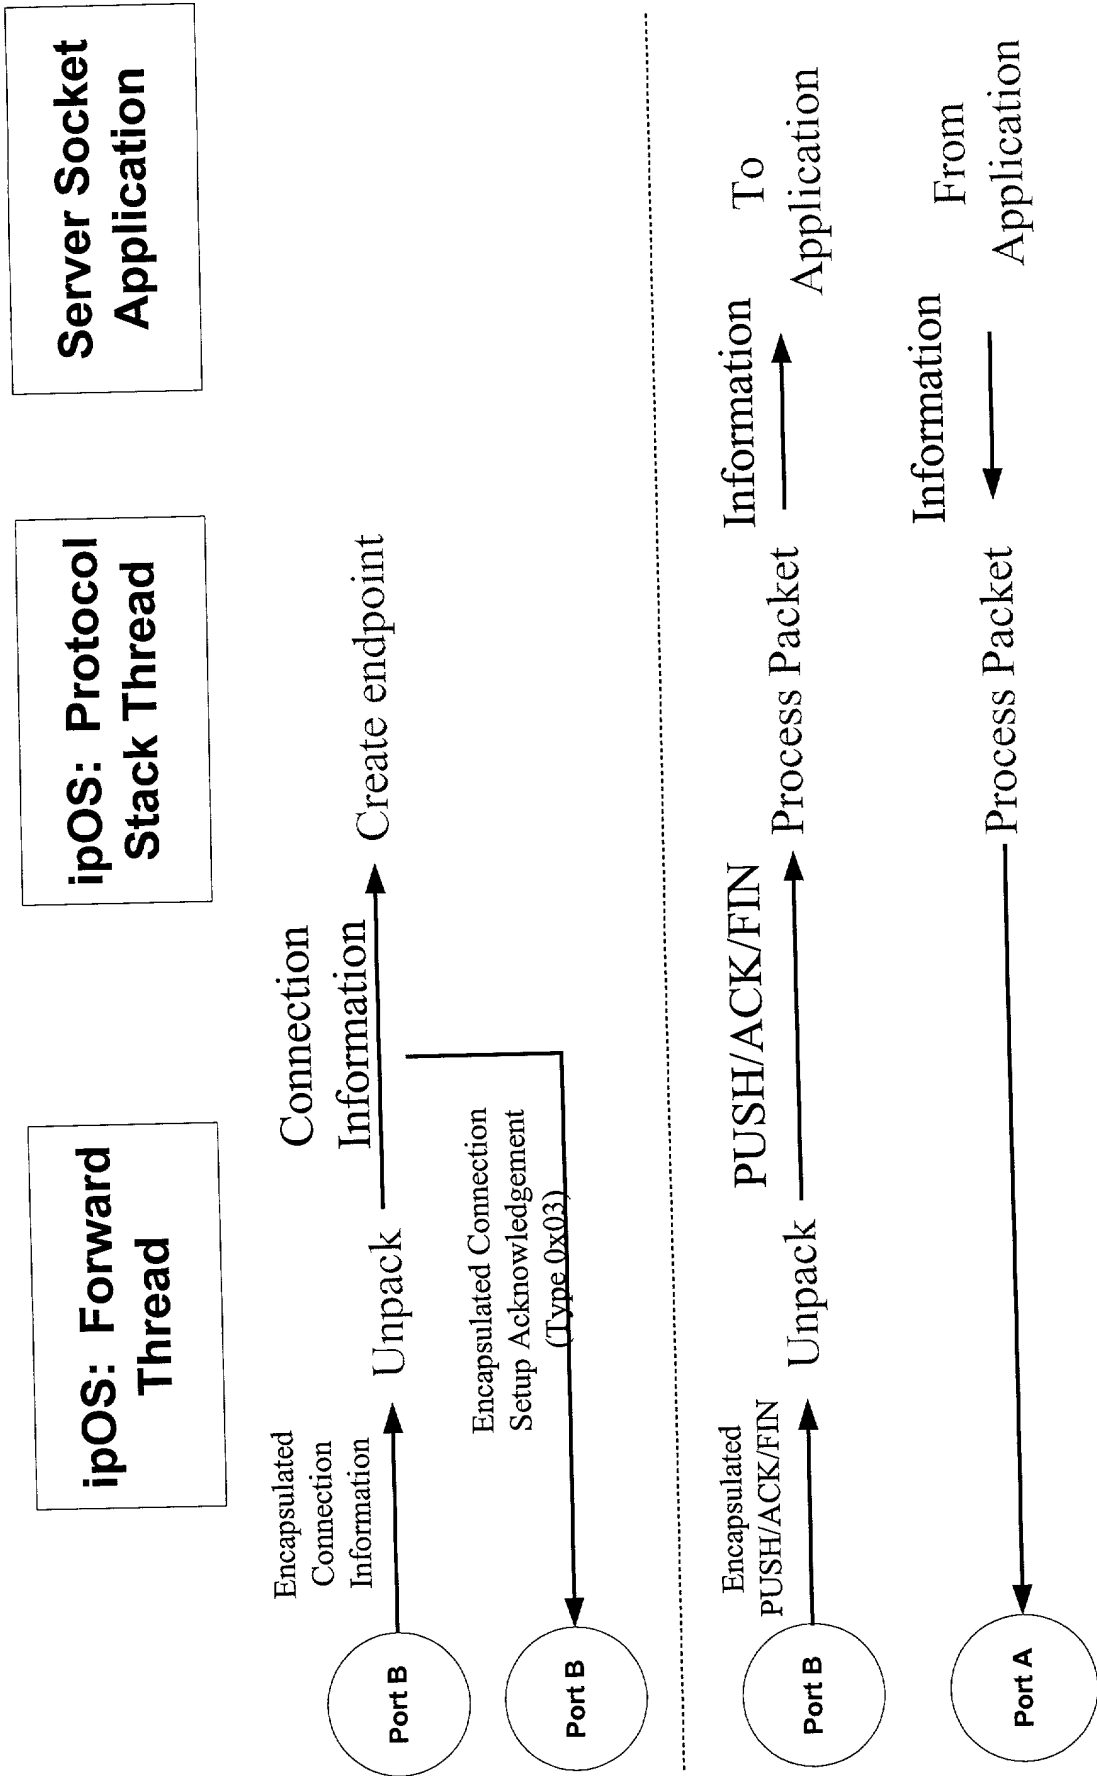 ipOS: Forward
Thread
ipOS: Protocol
Stack Thread
Server Socket
Application
Port B
Encapsulated
Connection
Information
Unpack
Connection
Information
Create endpoint
Port B
Encapsulated Connection
Setup Acknowledgement
(Type 0x03)
Port B
Encapsulated
PUSH/ACK/FIN
Unpack
PUSH/ACK/FIN
Process Packet
Information
To
Application
Port A
Process Packet
Information
From
Application